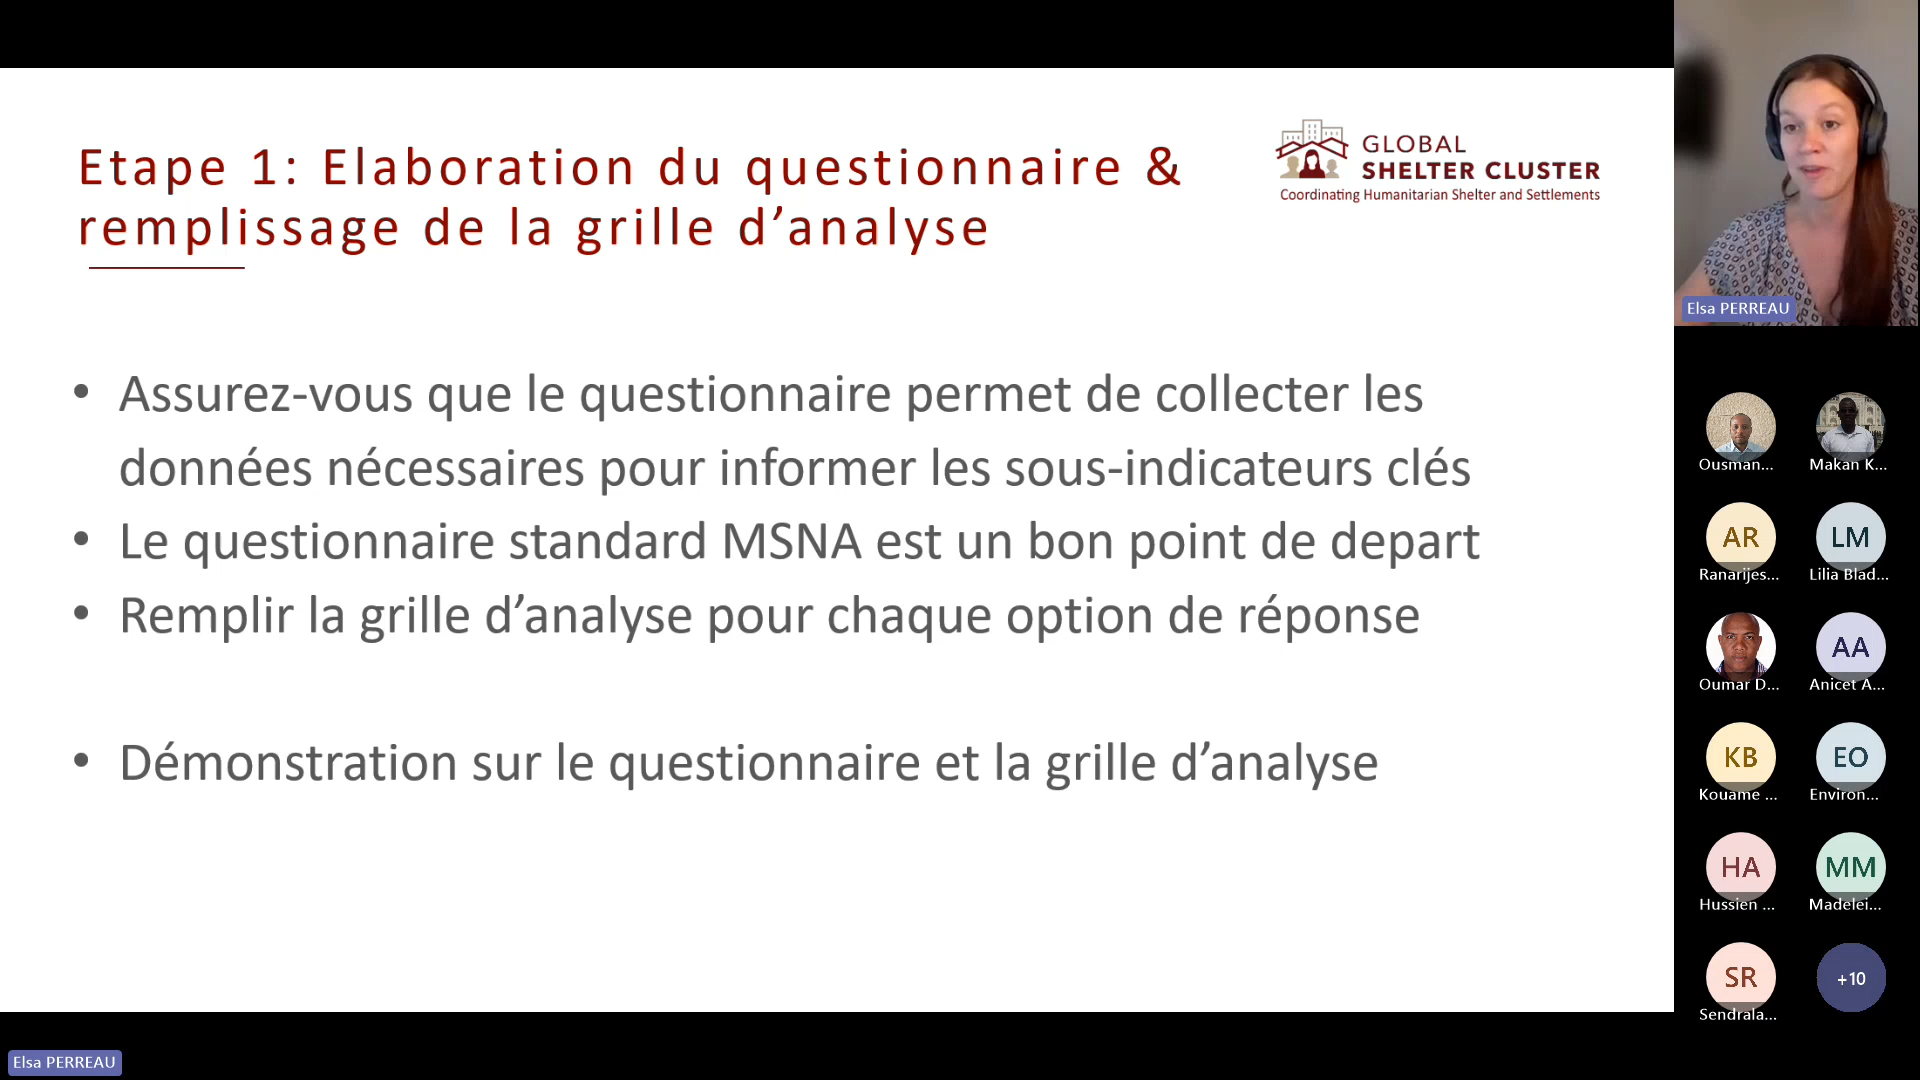 Etape 1: Elaboration du questionnaire &
remplissage de la grille d’analyse
GLOBAL
SHELTER CLUSTER
Coordinating Humanitarian Shelter and Settlements
• Assurez-vous que le questionnaire permet de collecter les
données nécessaires pour informer les sous-indicateurs clés
• Le questionnaire standard MSNA est un bon point de depart
• Remplir la grille d’analyse pour chaque option de réponse
• Démonstration sur le questionnaire et la grille d’analyse
Elsa PERREAU
Ousman...
Makan K...
AR
LM
Ranarijes...
Lilia Blad...
Oumar D...
AA
Anicet A...
KB
EO
Kouame ...
Environ...
HA
MM
Hussien ...
Madelei...
SR
+10
Sendrala...
Elsa PERREAU